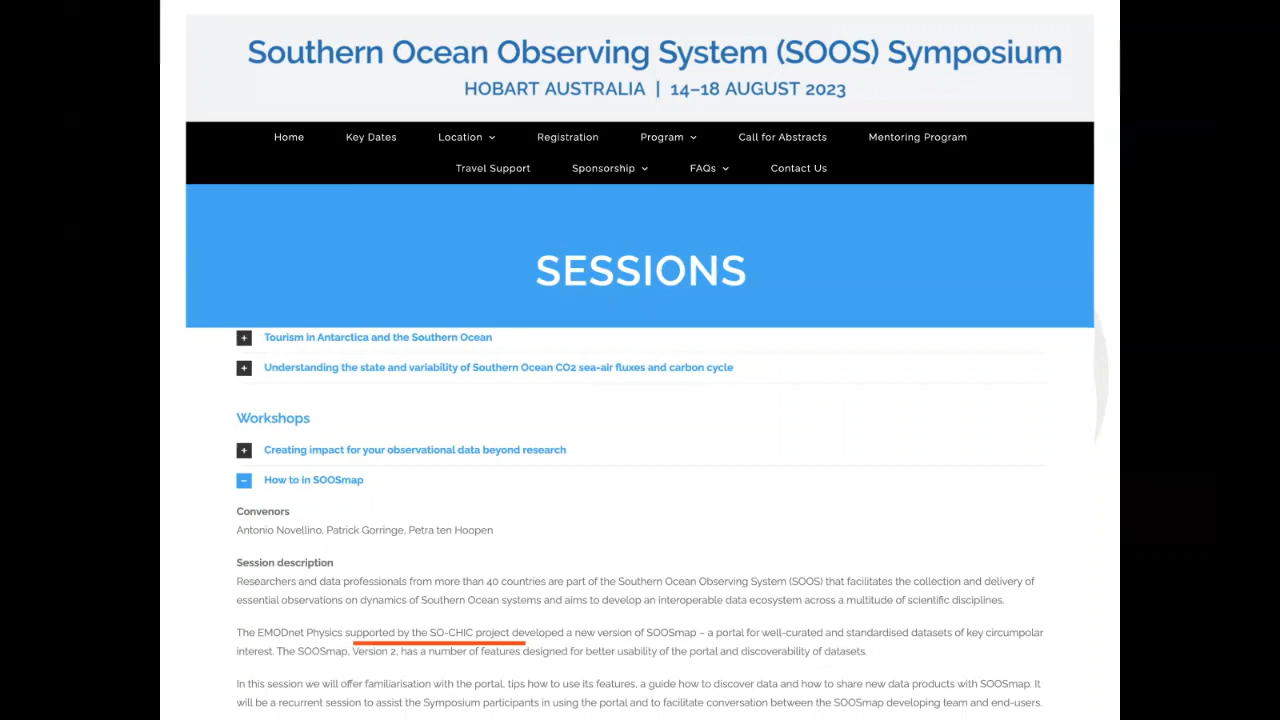 Southern Ocean Observing System (SOOS) Symposium
HOBART AUSTRALIA | 14–18 AUGUST 2023
Home Key Dates Location Registration Program Call for Abstracts Mentoring Program
Travel Support Sponsorship FAQs Contact Us
SESSIONS
Tourism in Antarctica and the Southern Ocean
Understanding the state and variability of Southern Ocean CO2 sea-air fluxes and carbon cycle
Workshops
Creating impact for your observational data beyond research
How to in SOOSmap
Convenors
Antonio Novellino, Patrick Gorringe, Petra ten Hoopen
Session description
Researchers and data professionals from more than 40 countries are part of the Southern Ocean Observing System (SOOS) that facilitates the collection and delivery of
essential observations on dynamics of Southern Ocean systems and aims to develop an interoperable data ecosystem across a multitude of scientific disciplines.
The EMODnet Physics supported by the SO-CHIC project developed a new version of SOOSmap – a portal for well-curated and standardised datasets of key circumpolar
interest. The SOOSmap, Version 2, has a number of features designed for better usability of the portal and discoverability of datasets.
In this session we will offer familiarisation with the portal, tips how to use its features, a guide how to discover data and how to share new data products with SOOSmap. It
will be a recurrent session to assist the Symposium participants in using the portal and to facilitate conversation between the SOOSmap developing team and end-users.